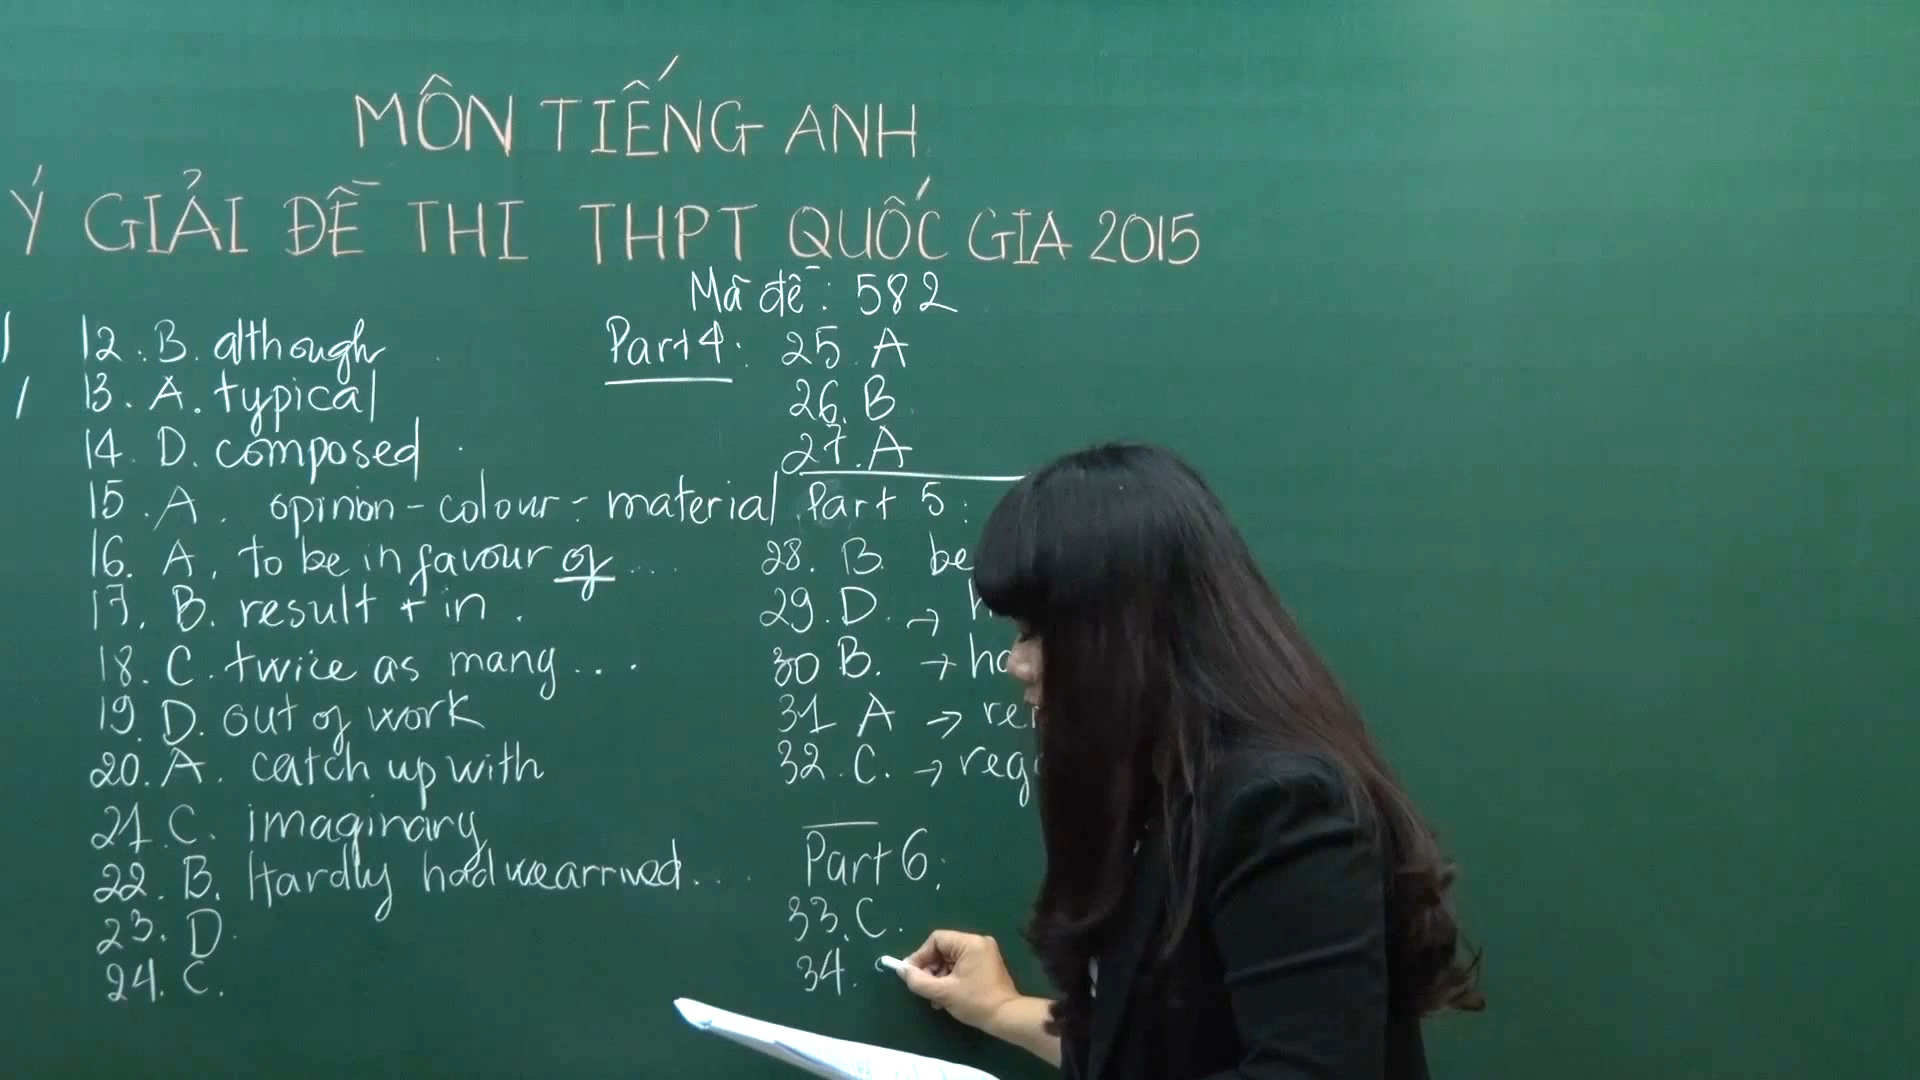 MÔN TIẾNG ANH
Ý GIẢI ĐỀ THI THPT QUỐC GIA 2015
Mã đề: 582
12. B. although
13. A. typical
14. D. composed
15. A. opinion - colour - material
16. A. to be in favour of ...
17. B. result + in.
18. C. twice as many ...
19. D. out of work
20. A. catch up with
21. C. imaginary
22. B. Hardly had we arrived ...
23. D.
24. C.
Part 4: 25. A
26. B.
27. A
Part 5:
28. B. be
29. D. →
30 B. →
31 A →
32. C. →
Part 6:
33. C.
34.